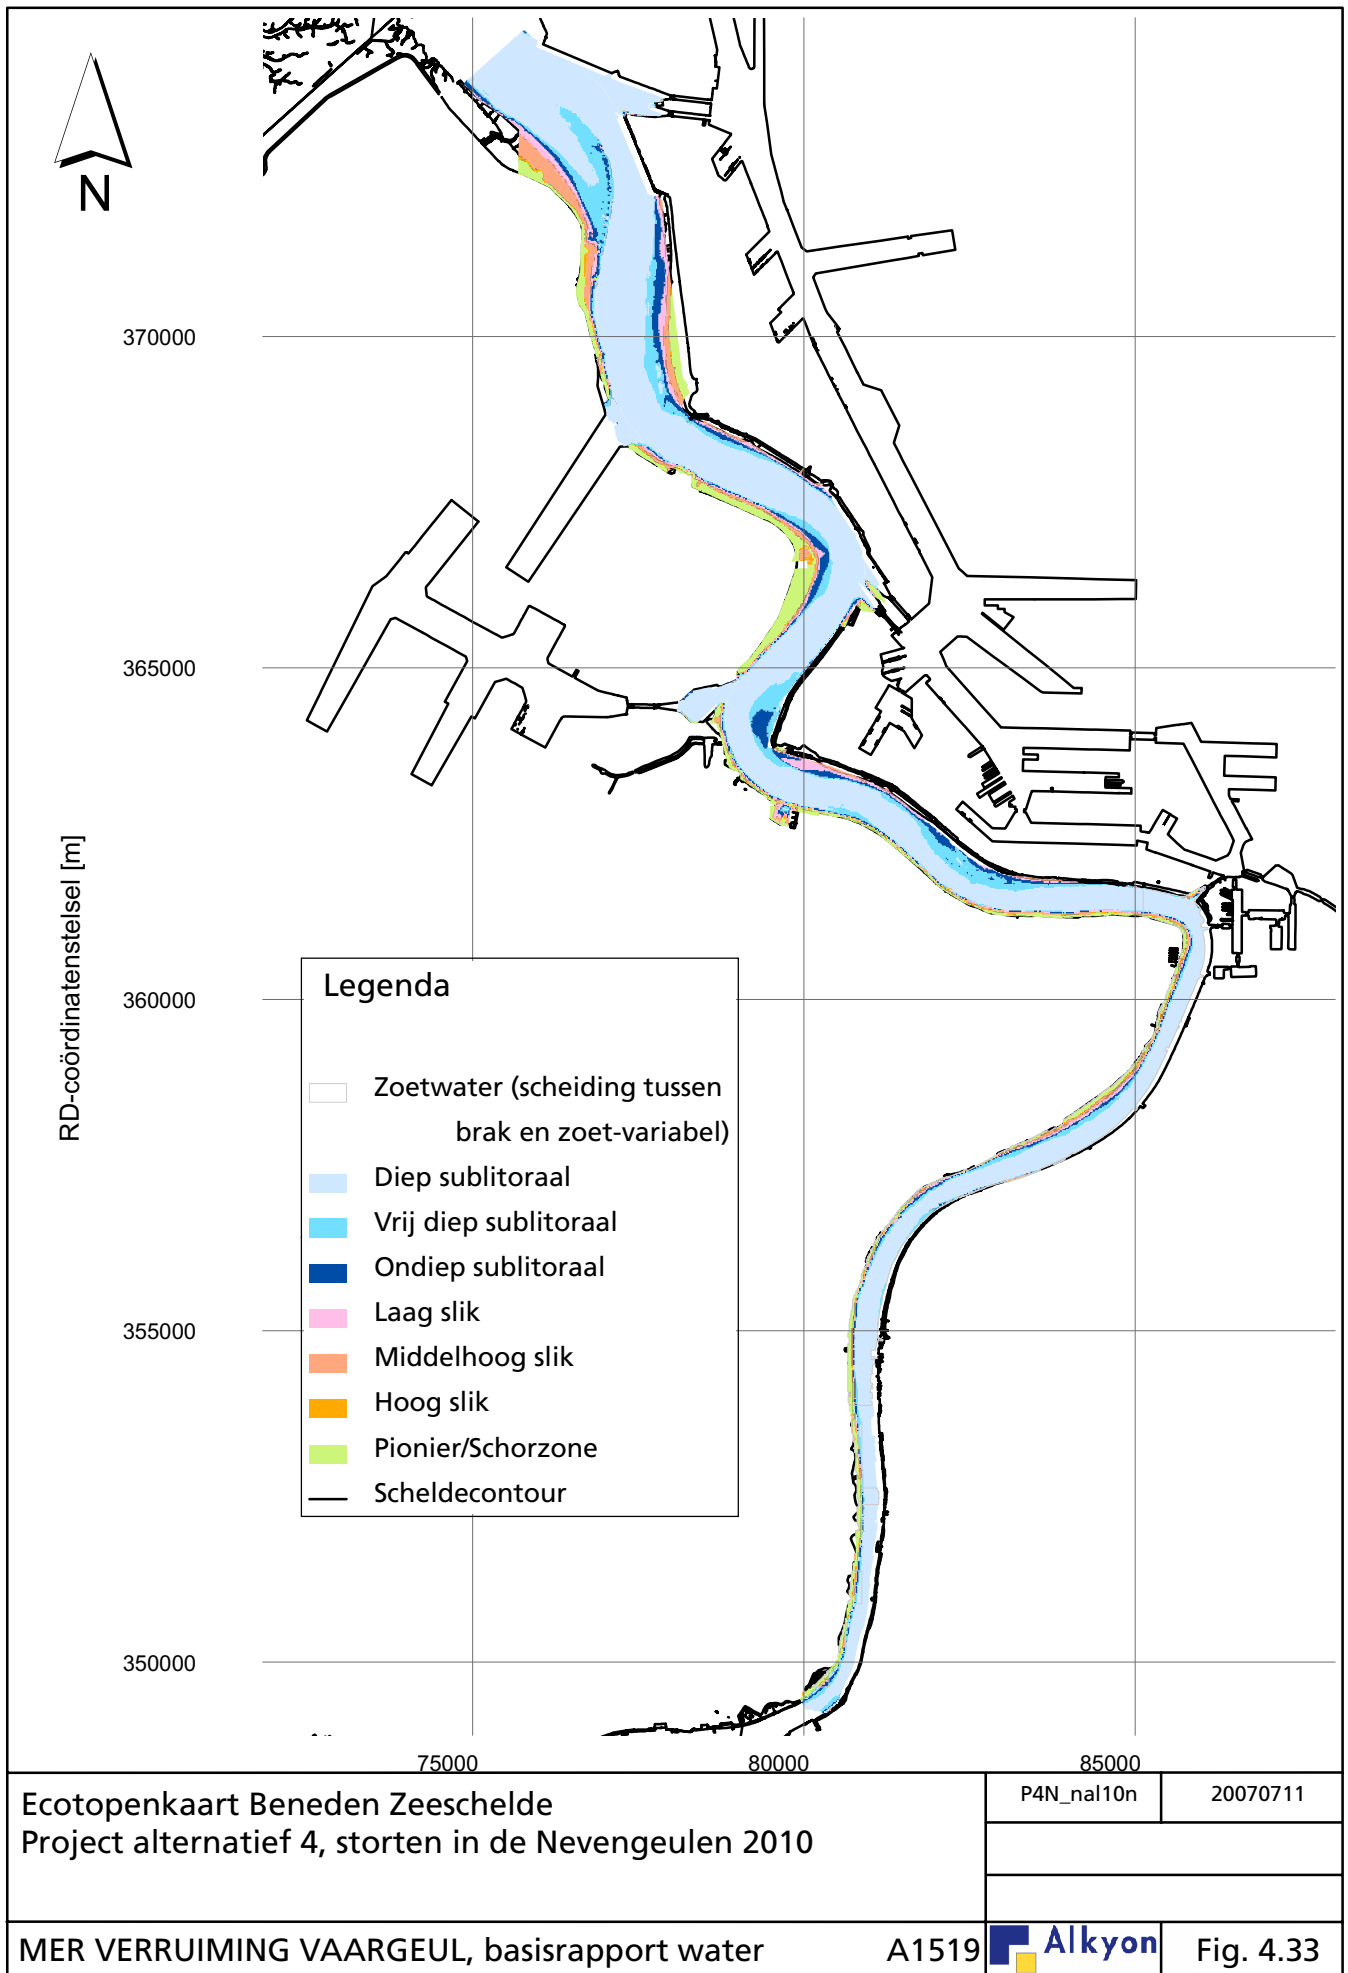 N
370000
365000
360000
355000
350000
RD-coördinatenstelsel [m]
Legenda
Zoetwater (scheiding tussen
brak en zoet-variabel)
Diep sublitoraal
Vrij diep sublitoraal
Ondiep sublitoraal
Laag slik
Middelhoog slik
Hoog slik
Pionier/Schorzone
Scheldecontour
75000
80000
85000
Ecotopenkaart Beneden Zeeschelde
Project alternatief 4, storten in de Nevengeulen 2010
P4N_nal10n
20070711
MER VERRUIMING VAARGEUL, basisrapport water
A1519
Alkyon
Fig. 4.33